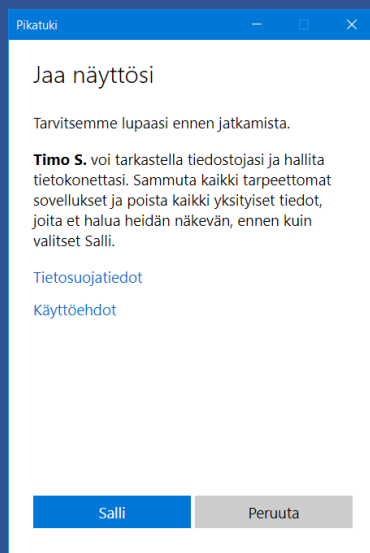 Pikatuki
Jaa näyttösi
Tarvitsemme lupaasi ennen jatkamista.
Timo S. voi tarkastella tiedostojasi ja hallita
tietokonettasi. Sammuta kaikki tarpeettomat
sovellukset ja poista kaikki yksityiset tiedot,
joita et halua heidän näkevän, ennen kuin
valitset Salli.
Tietosuojatiedot
Käyttöehdot
Salli
Peruuta